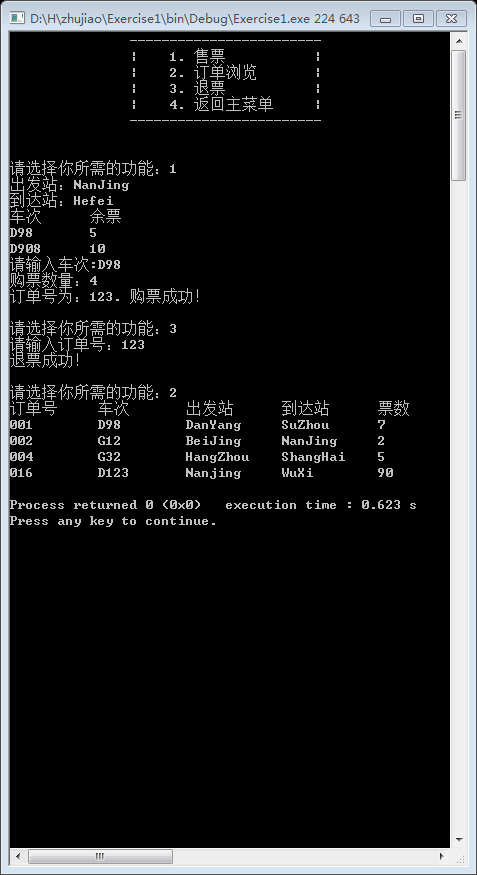 D:\H\zhujiao\Exercise1\bin\Debug\Exercise1.exe 224 643
------------------------
¦ 1. 售票 ¦
¦ 2. 订单浏览 ¦
¦ 3. 退票 ¦
¦ 4. 返回主菜单 ¦
------------------------
请选择你所需的功能：1
出发站：NanJing
到达站：Hefei
车次 余票
D98 5
D908 10
请输入车次:D98
购票数量：4
订单号为：123. 购票成功！
请选择你所需的功能：3
请输入订单号：123
退票成功！
请选择你所需的功能：2
订单号 车次 出发站 到达站 票数
001 D98 DanYang SuZhou 7
002 G12 BeiJing NanJing 2
004 G32 HangZhou ShangHai 5
016 D123 Nanjing WuXi 90
Process returned 0 (0x0) execution time : 0.623 s
Press any key to continue.